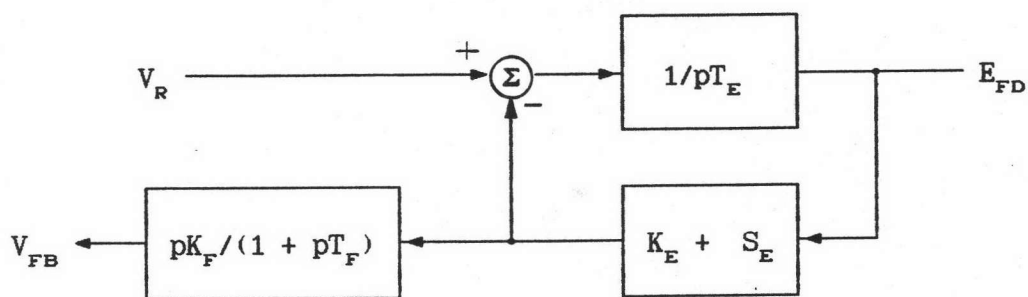 +
V_R
Σ
1/pT_E
E_FD
-
V_FB
pK_F/(1 + pT_F)
K_E + S_E